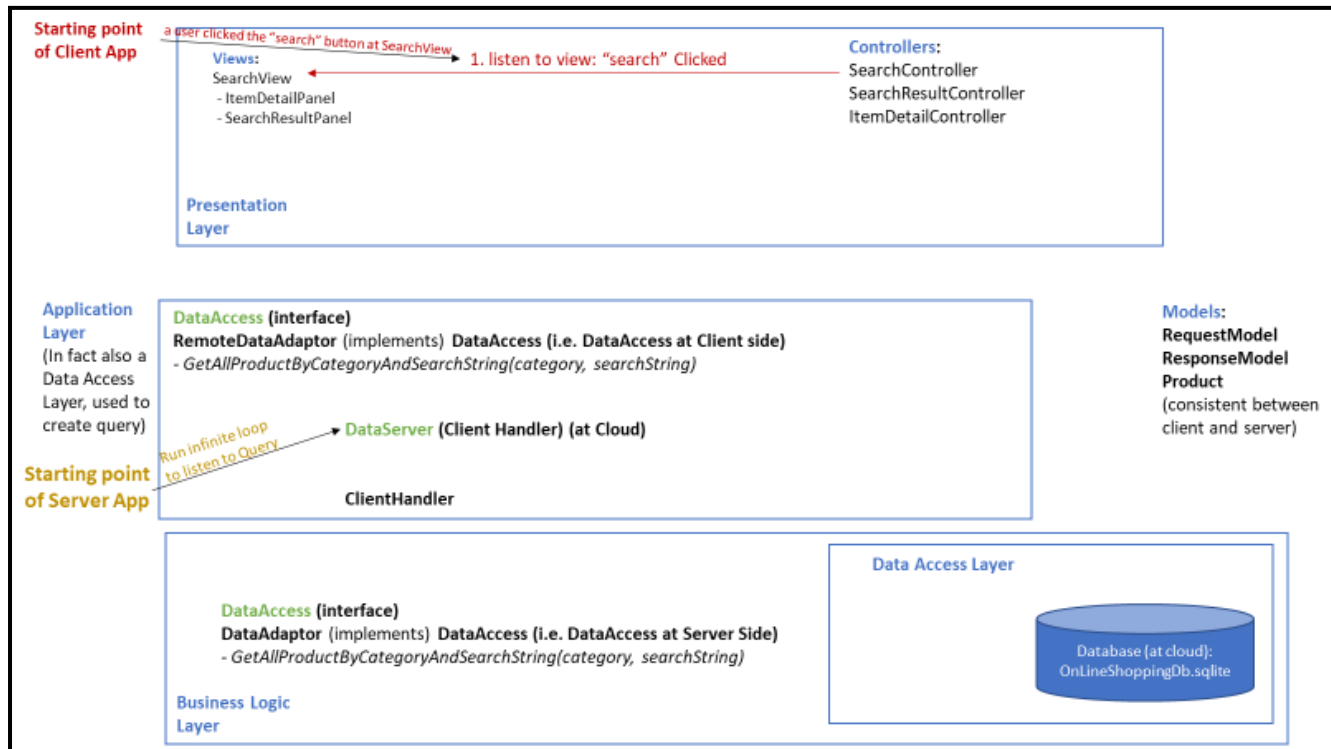 Starting point
of Client App
a user clicked the “search” button at SearchView
1. listen to view: “search” Clicked
Views:
SearchView
- ItemDetailPanel
- SearchResultPanel
Controllers:
SearchController
SearchResultController
ItemDetailController
Presentation
Layer
Application
Layer
(In fact also a
Data Access
Layer, used to
create query)
DataAccess (interface)
RemoteDataAdaptor (implements) DataAccess (i.e. DataAccess at Client side)
- GetAllProductByCategoryAndSearchString(category, searchString)
Models:
RequestModel
ResponseModel
Product
(consistent between
client and server)
Run infinite loop
to listen to Query
DataServer (Client Handler) (at Cloud)
Starting point
of Server App
ClientHandler
Data Access Layer
DataAccess (interface)
DataAdaptor (implements) DataAccess (i.e. DataAccess at Server Side)
- GetAllProductByCategoryAndSearchString(category, searchString)
Database (at cloud):
OnLineShoppingDb.sqlite
Business Logic
Layer